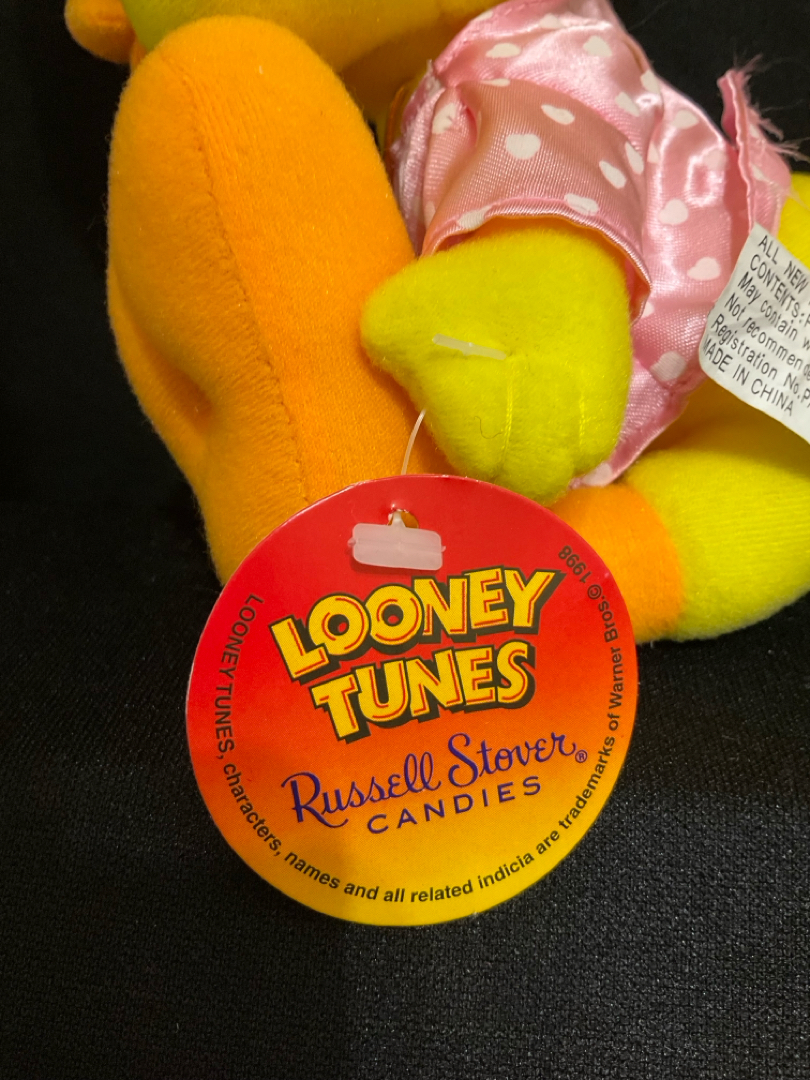 LOONEY
TUNES
Russell Stover®
CANDIES
LOONEY TUNES, characters, names and all related indicia are trademarks of Warner Bros.© 1998
ALL NEW
CONTENTS:
May contain
Not recommen
Registration No.
MADE IN CHINA